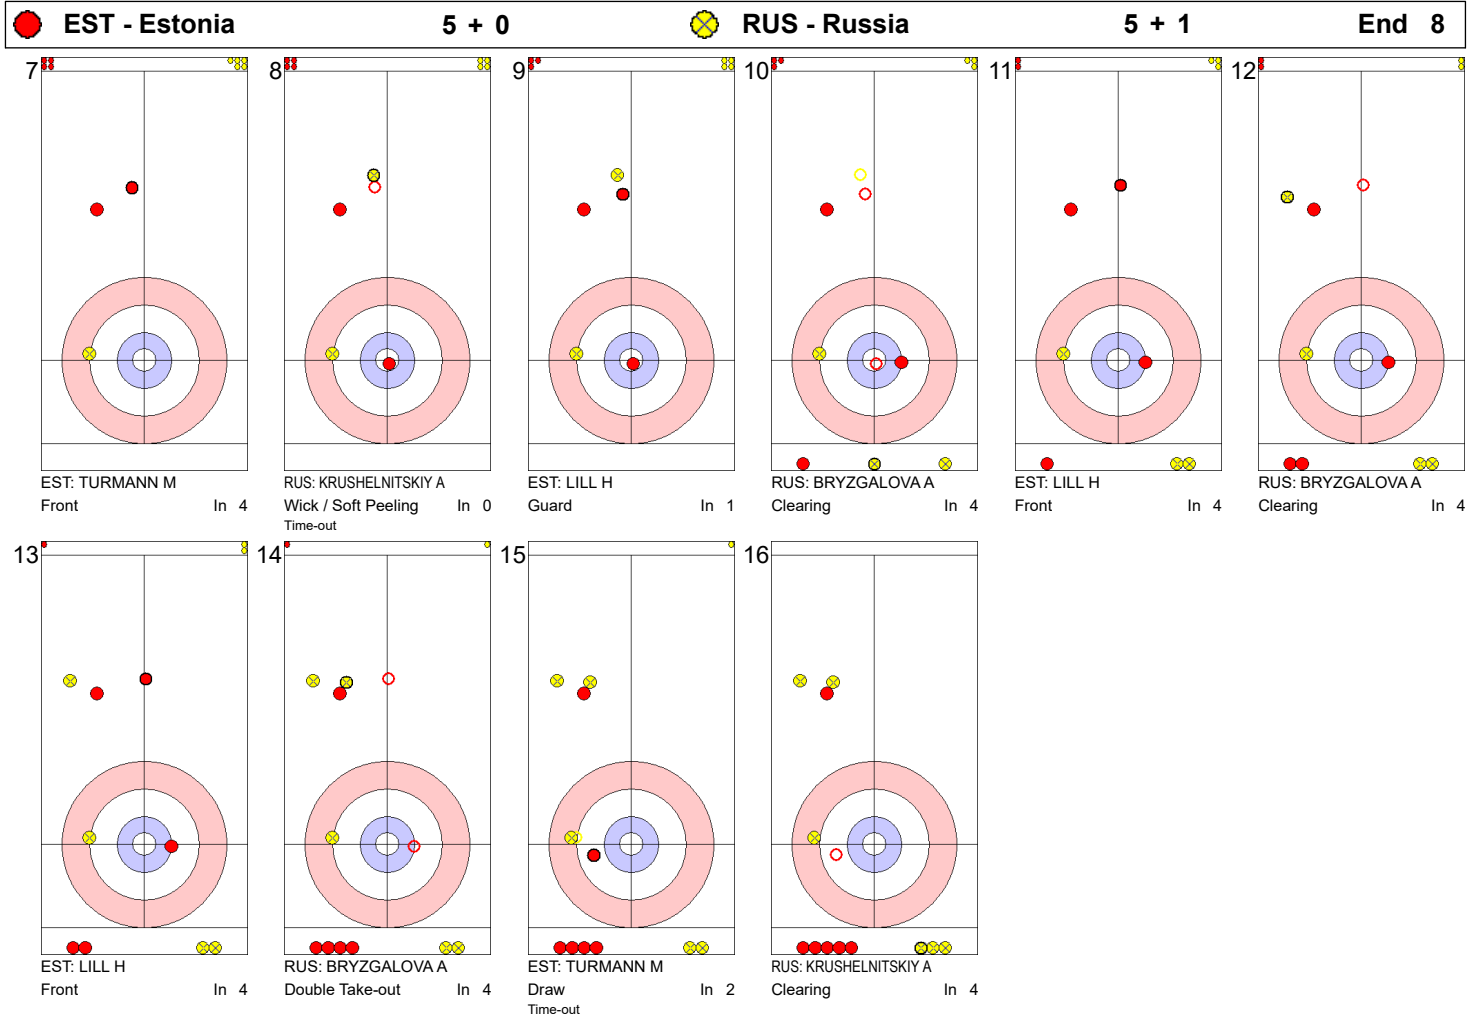 EST - Estonia 5 + 0 RUS - Russia 5 + 1 End 8
7 8 9 10 11 12
EST: TURMANN M RUS: KRUSHELNITSKIY A EST: LILL H RUS: BRYZGALOVA A EST: LILL H RUS: BRYZGALOVA A
Front In 4 Wick / Soft Peeling In 0 Guard In 1 Clearing In 4 Front In 4 Clearing In 4
Time-out
13 14 15 16
EST: LILL H RUS: BRYZGALOVA A EST: TURMANN M RUS: KRUSHELNITSKIY A
Front In 4 Double Take-out In 4 Draw In 2 Clearing In 4
Time-out